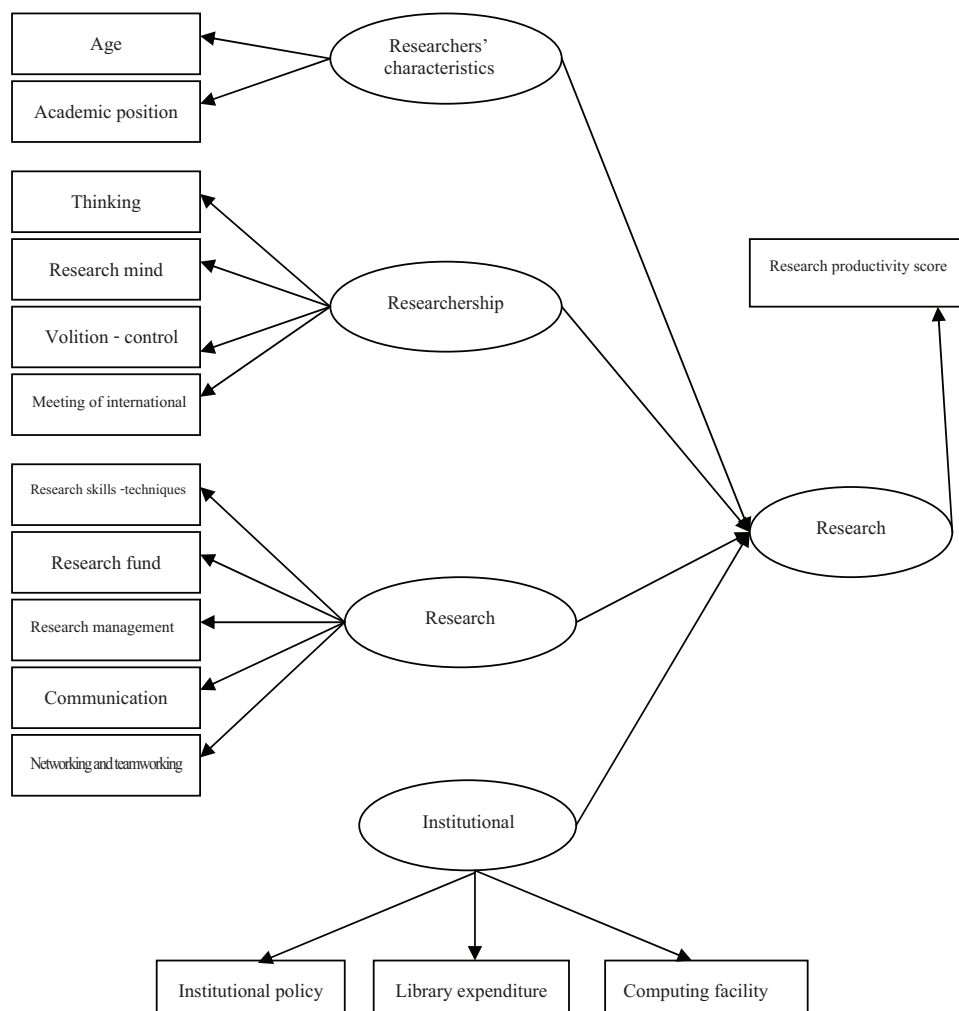 Age
Academic position
Researchers’
characteristics
Thinking
Research mind
Volition - control
Meeting of international
Researchership
Research productivity score
Research skills -techniques
Research fund
Research management
Communication
Networking and teamworking
Research
Research
Institutional
Institutional policy
Library expenditure
Computing facility